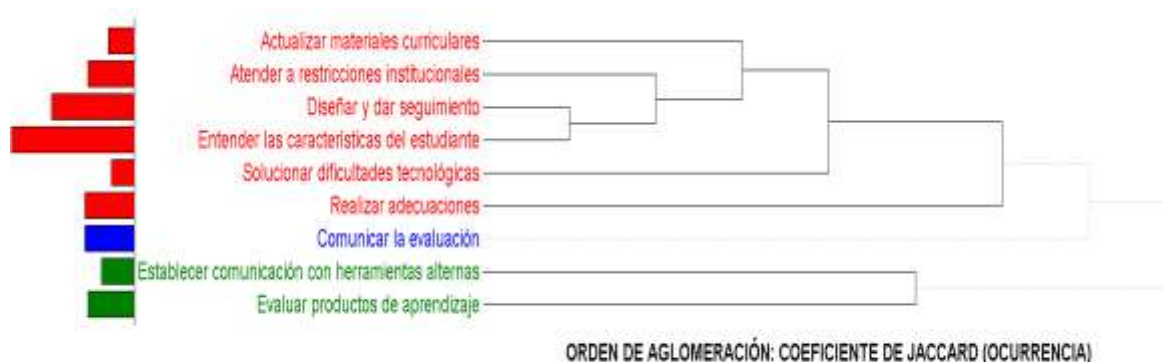 Actualizar materiales curriculares
Atender a restricciones institucionales
Diseñar y dar seguimiento
Entender las características del estudiante
Solucionar dificultades tecnológicas
Realizar adecuaciones
Comunicar la evaluación
Establecer comunicación con herramientas alternas
Evaluar productos de aprendizaje
ORDEN DE AGLOMERACIÓN: COEFICIENTE DE JACCARD (OCURRENCIA)